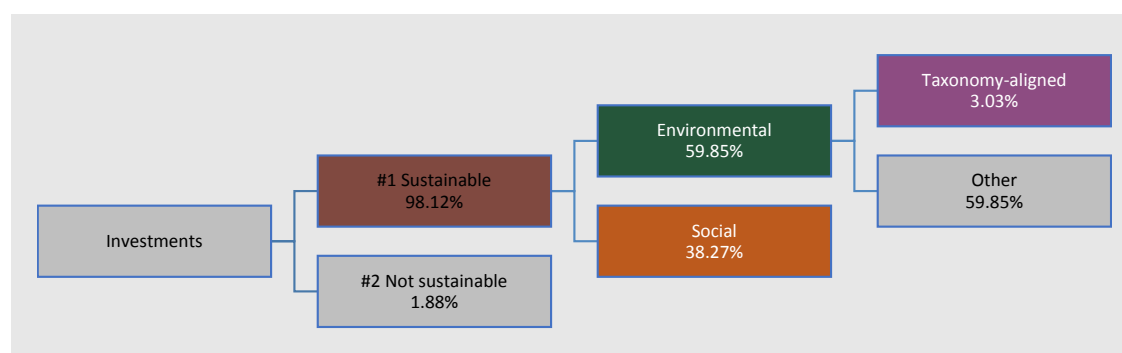 Investments
#1 Sustainable
98.12%
#2 Not sustainable
1.88%
Environmental
59.85%
Social
38.27%
Taxonomy-aligned
3.03%
Other
59.85%